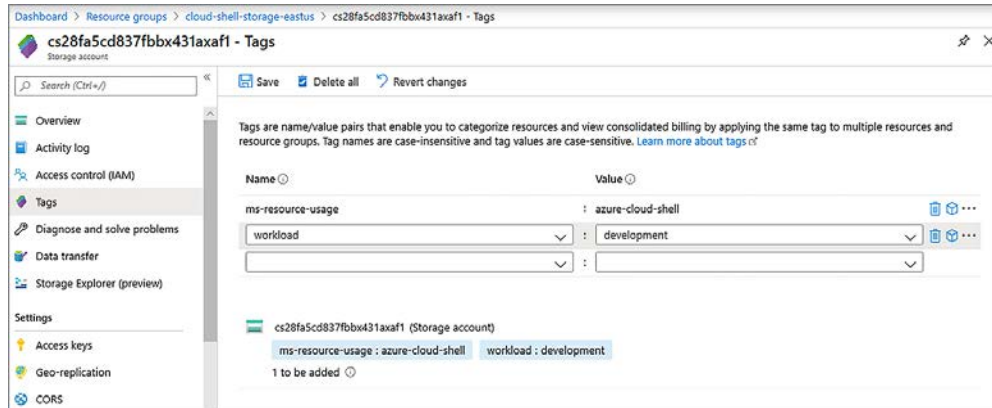 Dashboard > Resource groups > cloud-shell-storage-eastus > cs28fa5cd837fbbx431axaf1 - Tags
cs28fa5cd837fbbx431axaf1 - Tags
Storage account
Search (Ctrl+/)
Save Delete all Revert changes
Overview
Activity log
Access control (IAM)
Tags
Diagnose and solve problems
Data transfer
Storage Explorer (preview)
Settings
Access keys
Geo-replication
CORS
Tags are name/value pairs that enable you to categorize resources and view consolidated billing by applying the same tag to multiple resources and
resource groups. Tag names are case-insensitive and tag values are case-sensitive. Learn more about tags
Name Value
ms-resource-usage : azure-cloud-shell
workload : development
:
cs28fa5cd837fbbx431axaf1 (Storage account)
ms-resource-usage : azure-cloud-shell workload : development
1 to be added